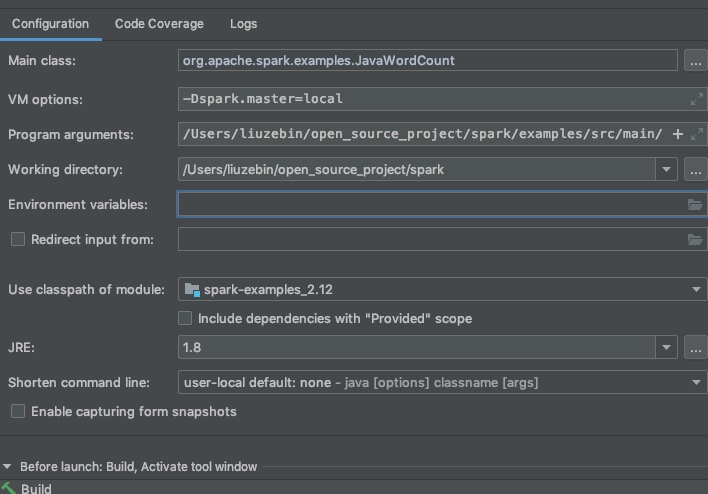 Configuration Code Coverage Logs
Main class: org.apache.spark.examples.JavaWordCount ...
VM options: -Dspark.master=local
Program arguments: /Users/liuzebin/open_source_project/spark/examples/src/main/ +
Working directory: /Users/liuzebin/open_source_project/spark ...
Environment variables:
Redirect input from:
Use classpath of module: spark-examples_2.12
Include dependencies with "Provided" scope
JRE: 1.8 ...
Shorten command line: user-local default: none - java [options] classname [args]
Enable capturing form snapshots
Before launch: Build, Activate tool window
Build